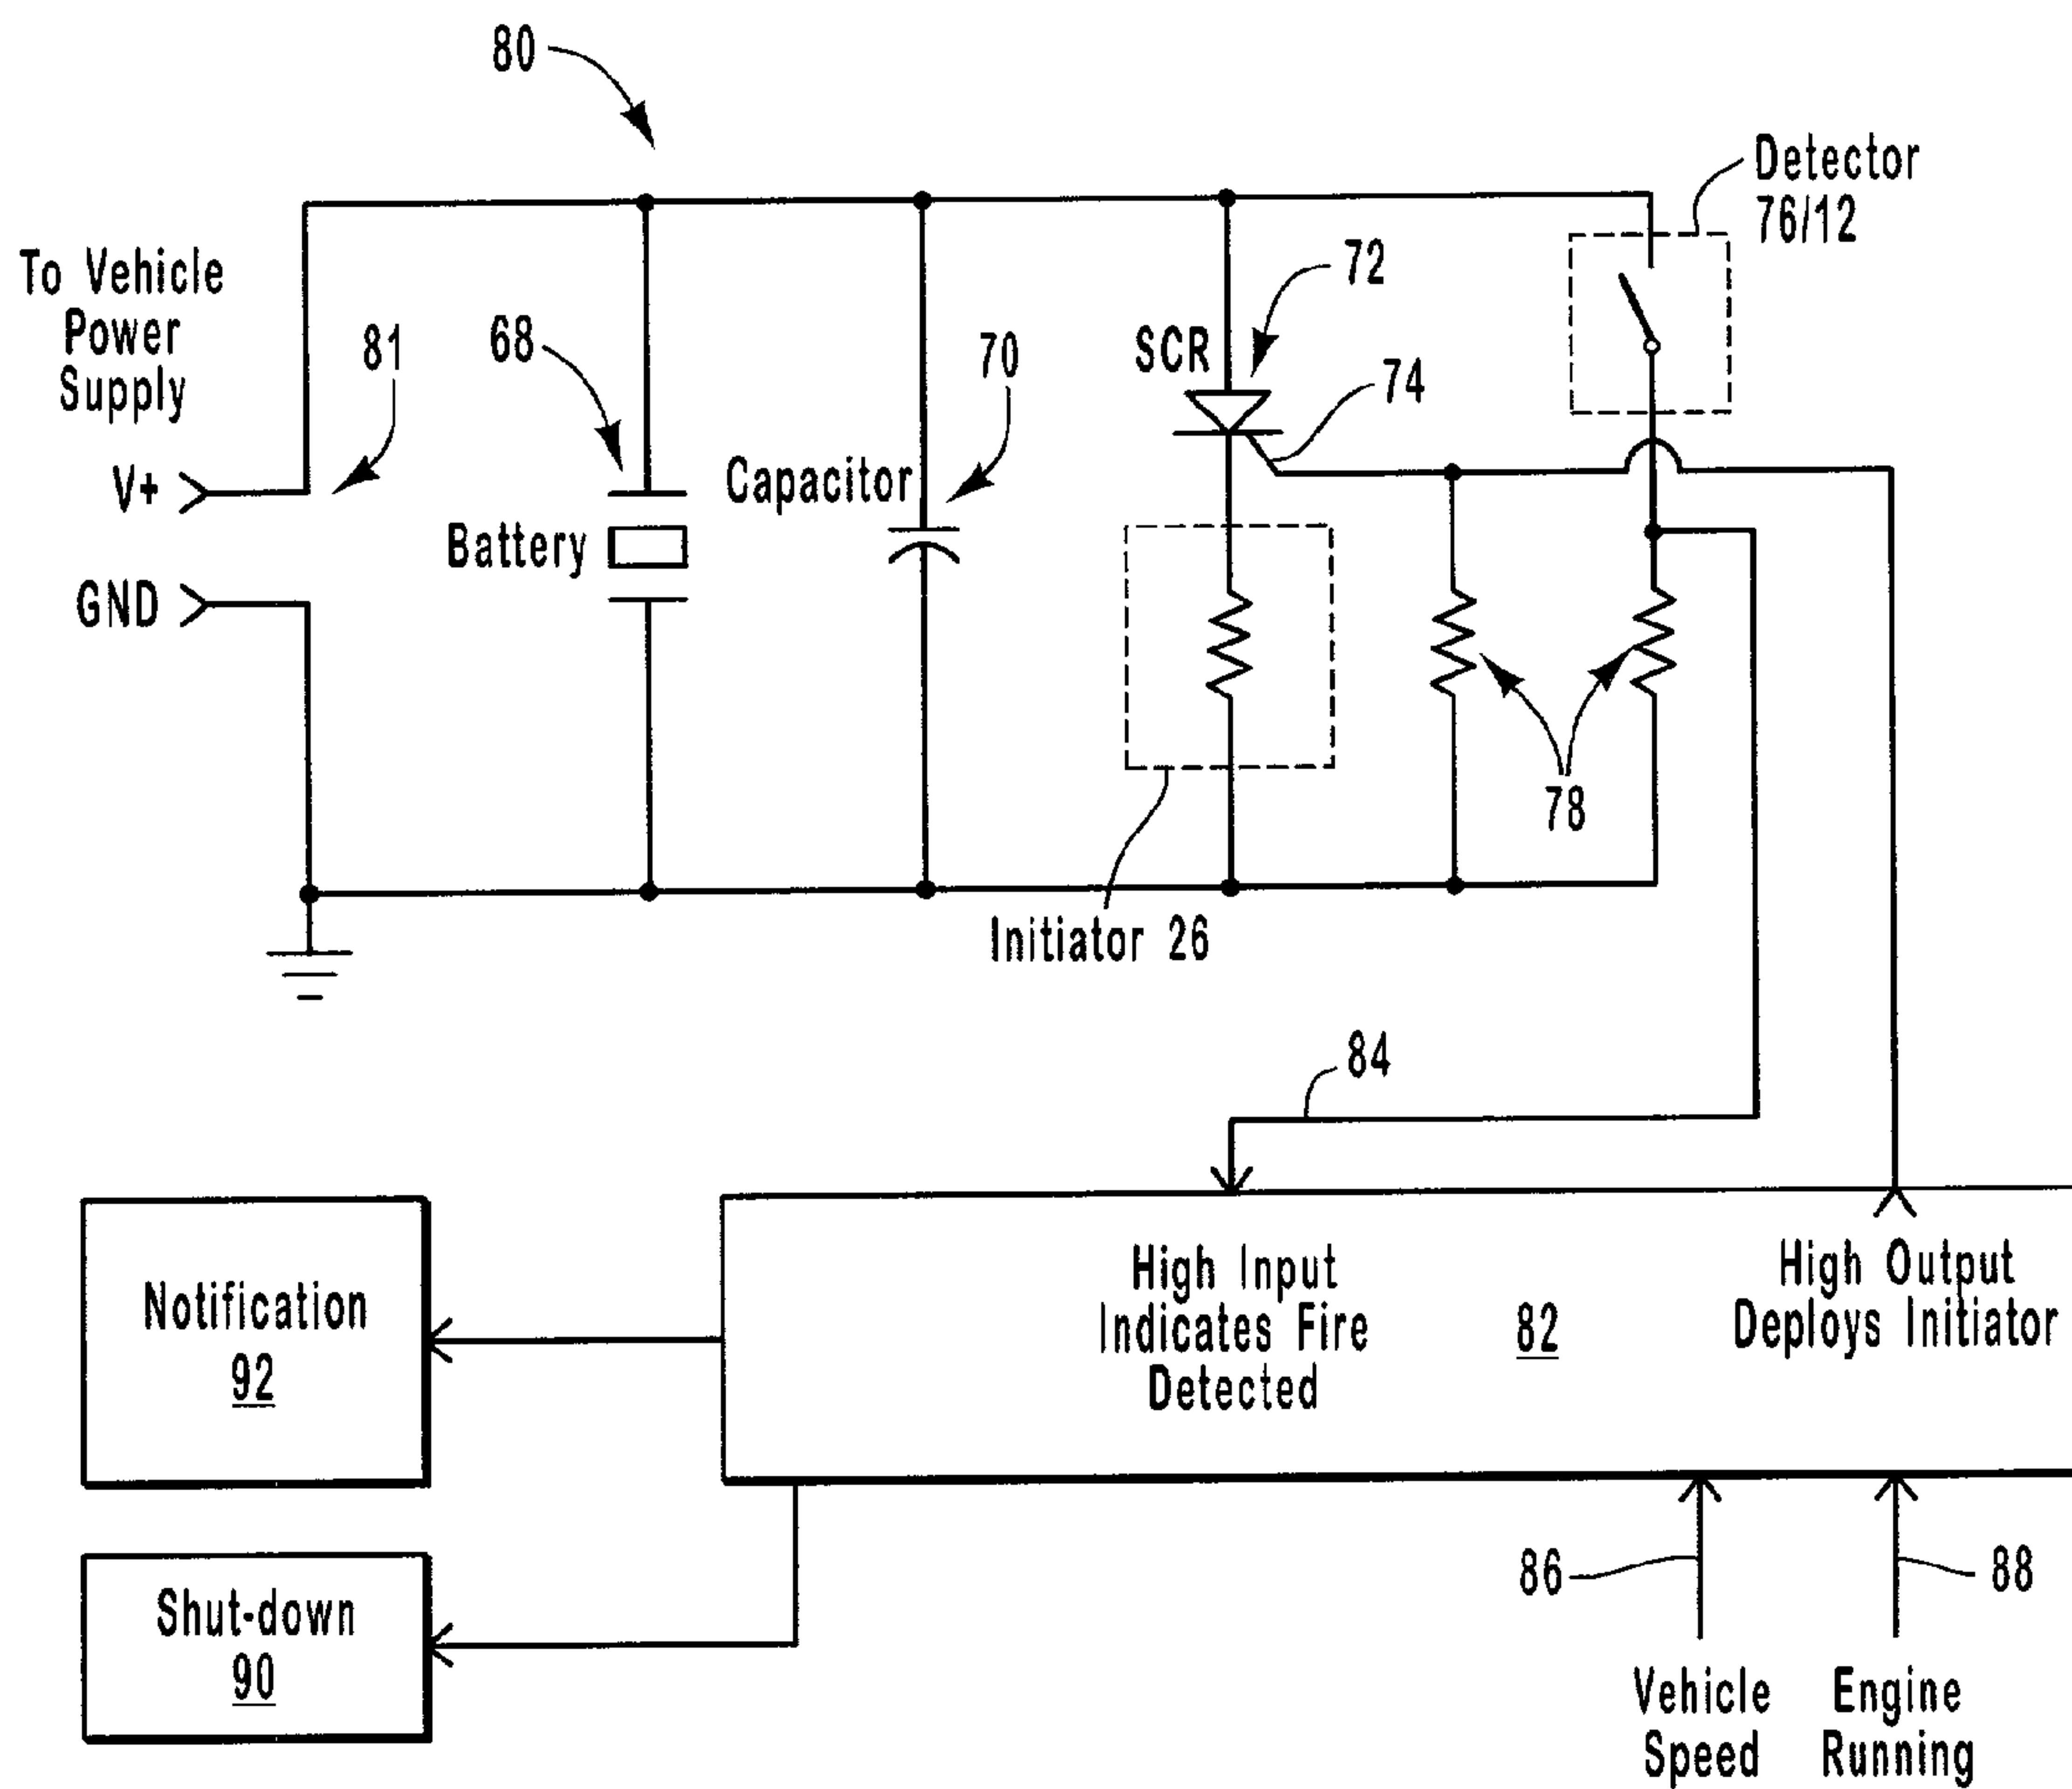 80
Detector
76/12
To Vehicle
Power
Supply
81
68
70
SCR
72
74
V+
Capacitor
Battery
GND
78
Initiator 26
84
Notification
92
High Input
Indicates Fire
Detected
82
High Output
Deploys Initiator
Shut-down
90
86
88
Vehicle
Speed
Engine
Running